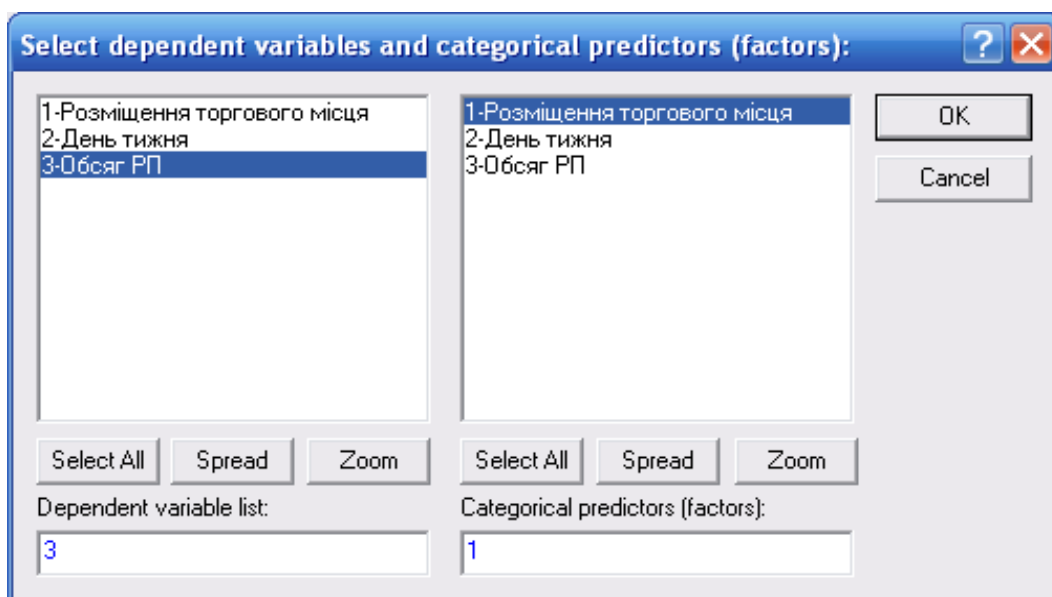 Select dependent variables and categorical predictors (factors):
1-Розміщення торгового місця
2-День тижня
3-Обсяг РП
1-Розміщення торгового місця
2-День тижня
3-Обсяг РП
OK
Cancel
Select All Spread Zoom
Select All Spread Zoom
Dependent variable list:
3
Categorical predictors (factors):
1